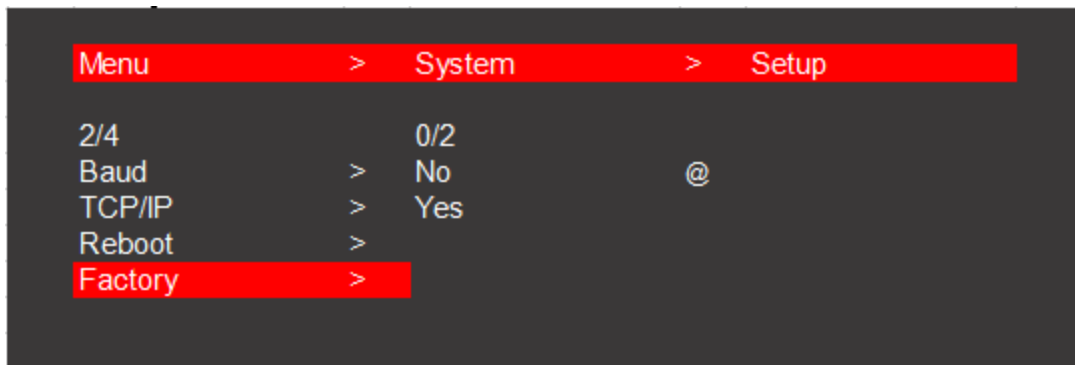 Menu > System > Setup
2/4 0/2
Baud > No @
TCP/IP > Yes
Reboot >
Factory >